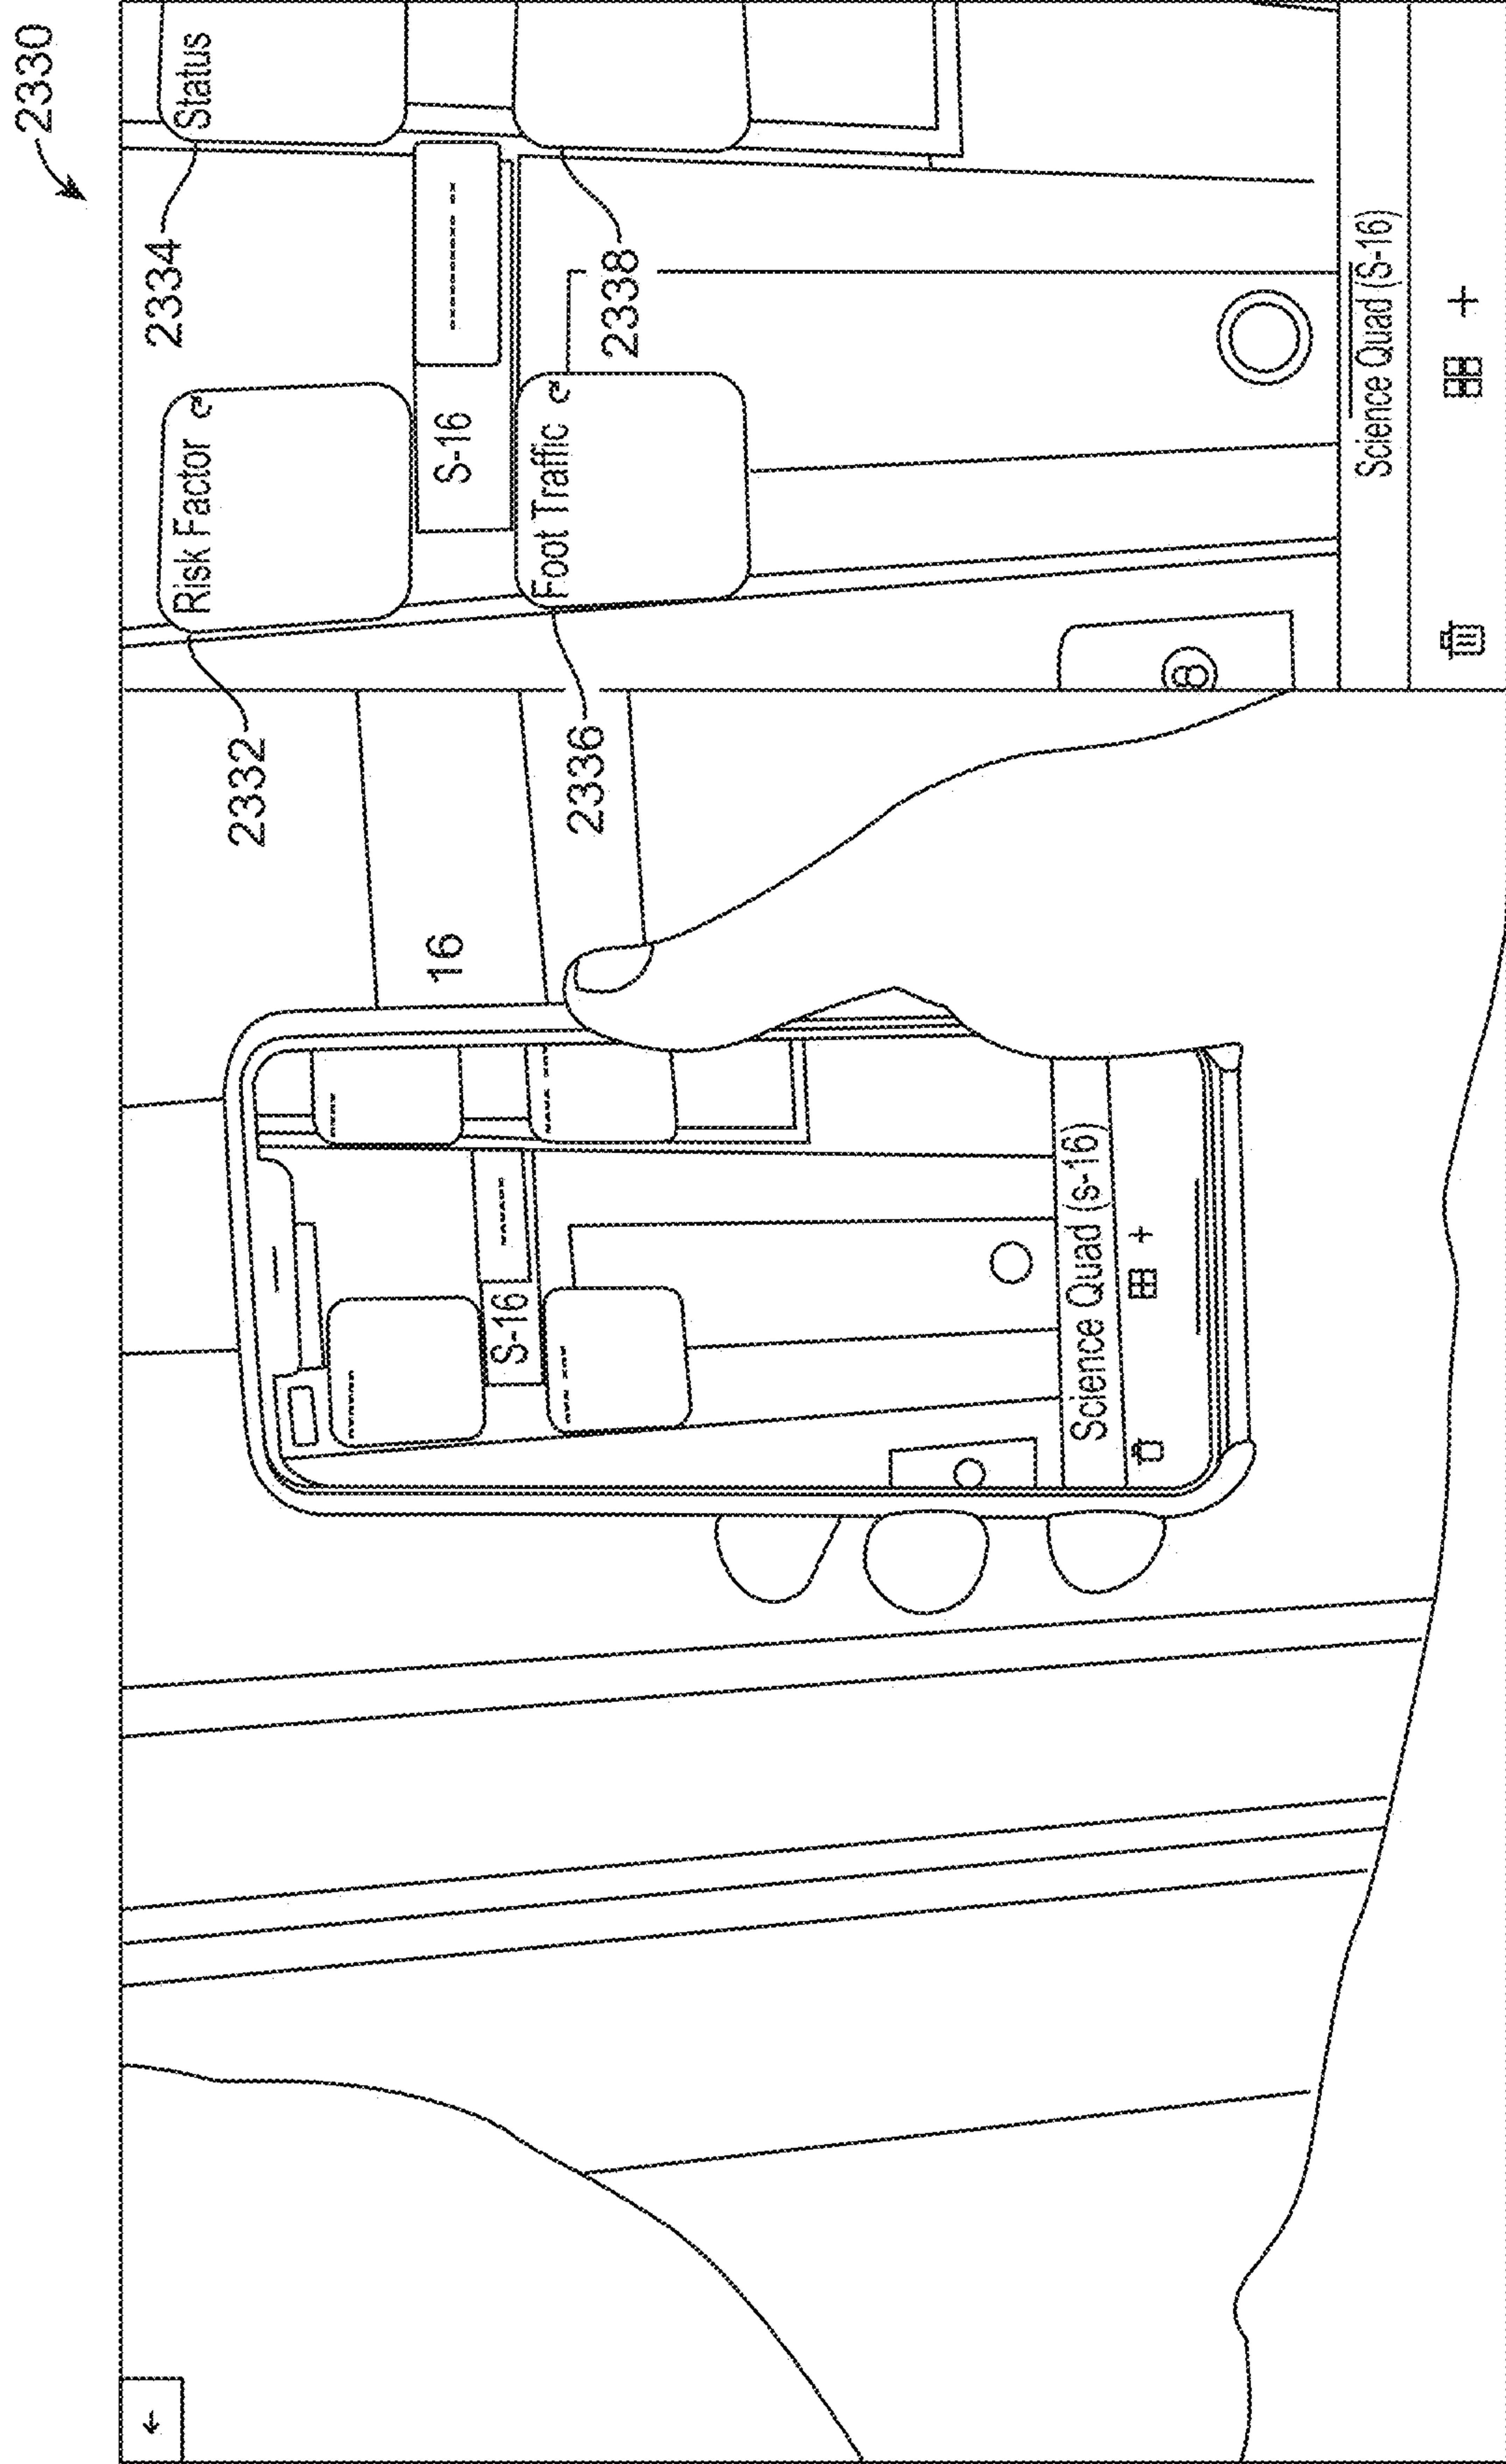 2330
2334
Status
2332
Risk Factor
S-16
16
2336
Foot Traffic
2338
S-16
8
Science Quad (s-16)
Science Quad (S-16)